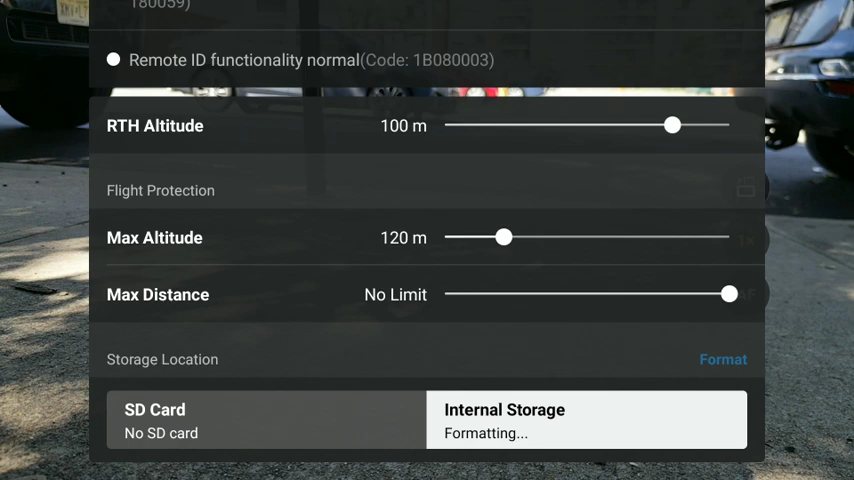 180059)
Remote ID functionality normal(Code: 1B080003)
RTH Altitude 100 m
Flight Protection
Max Altitude 120 m
Max Distance No Limit
Storage Location Format
SD Card
No SD card
Internal Storage
Formatting...